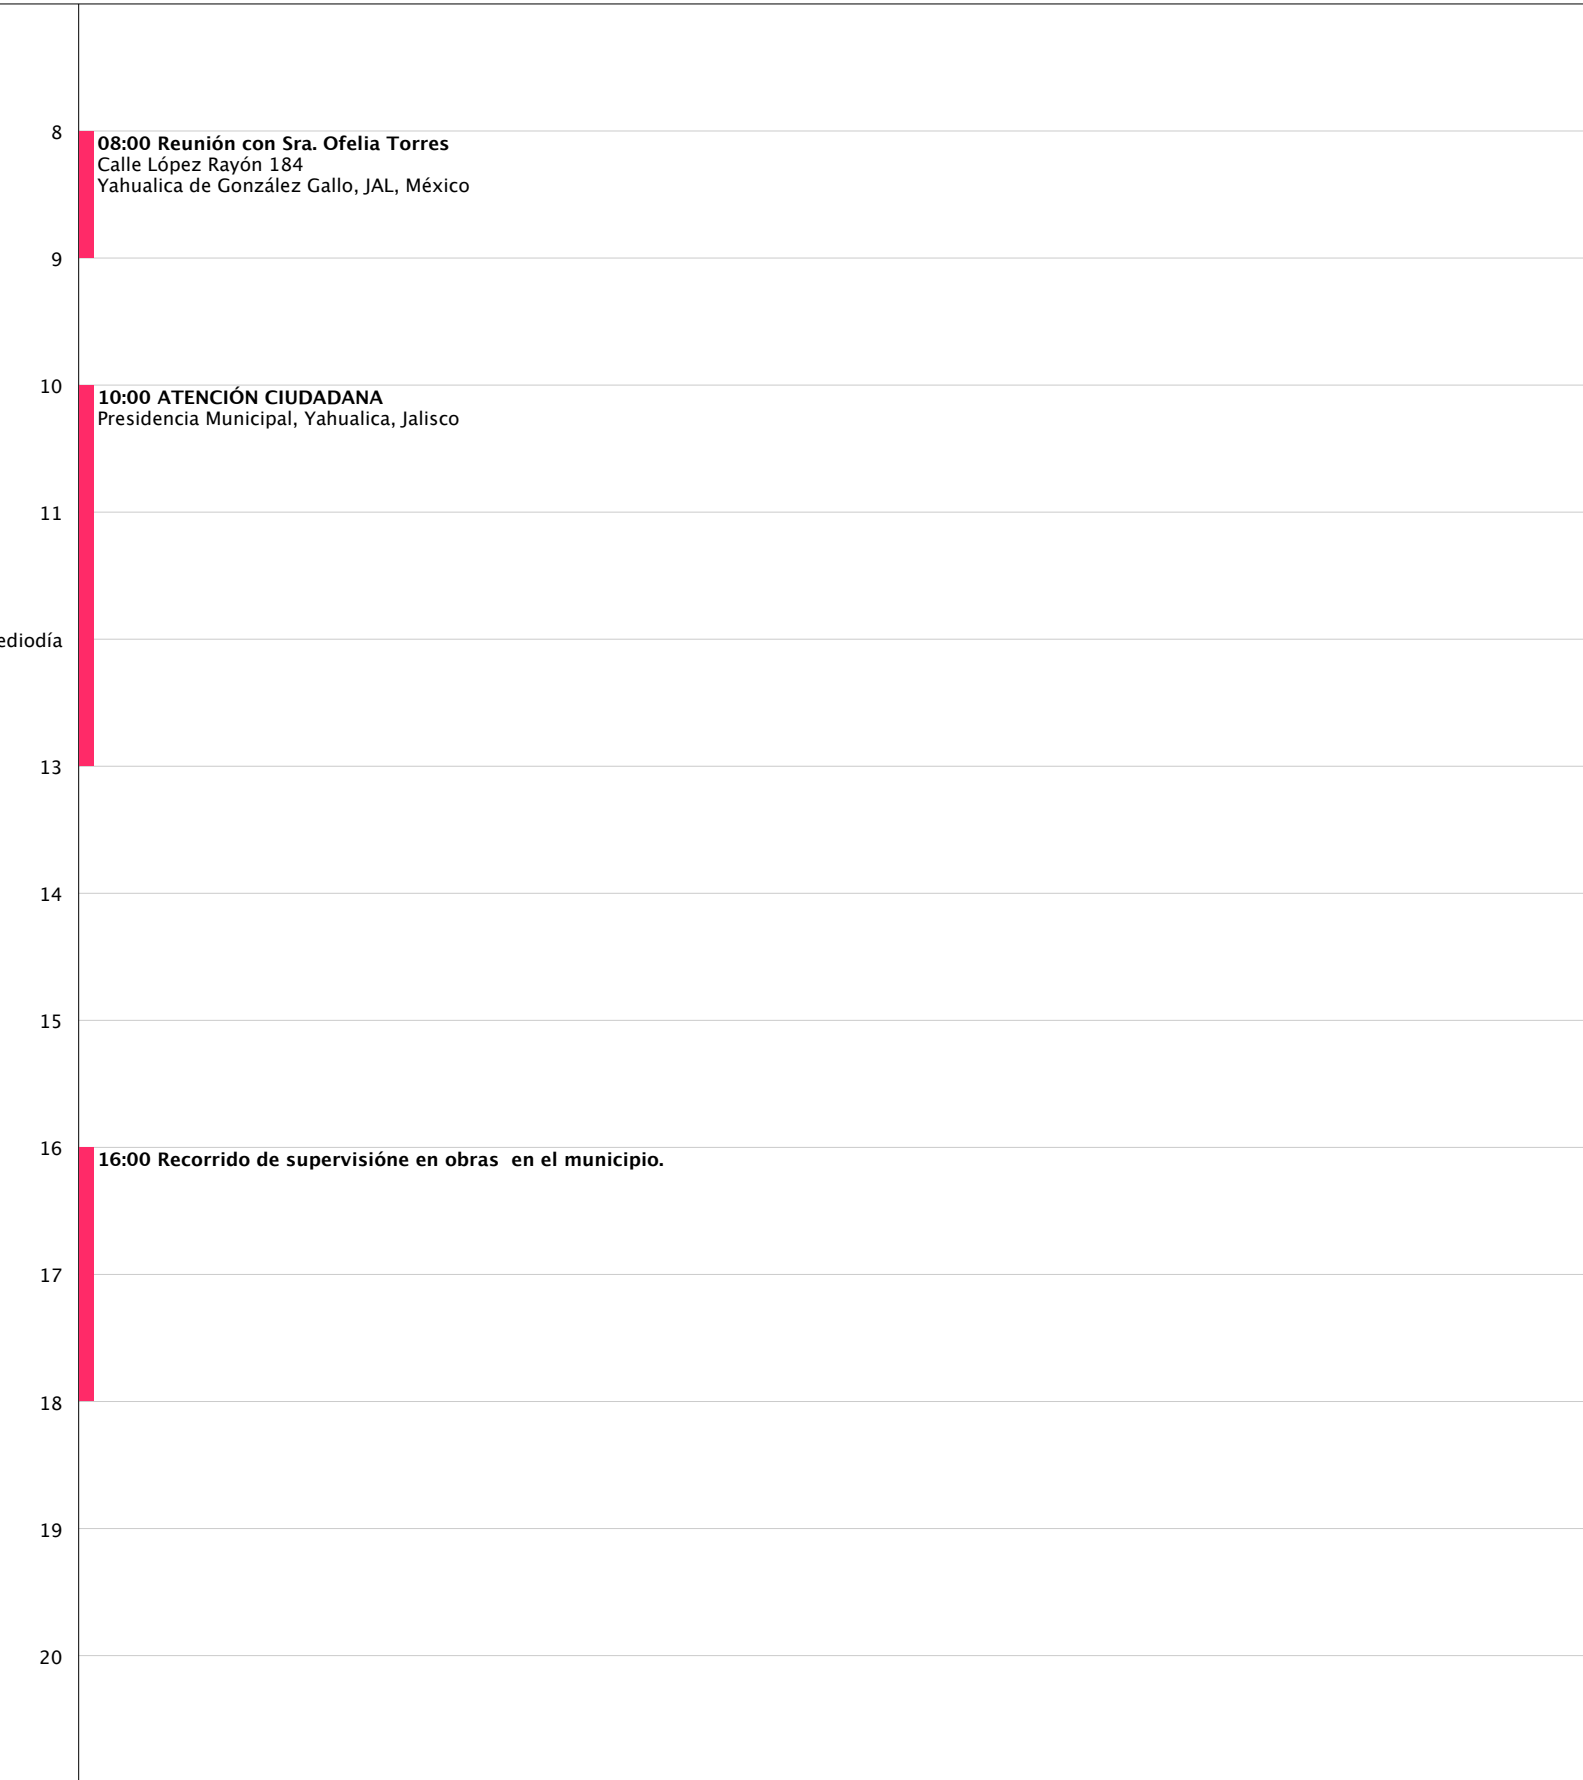 8
08:00 Reunión con Sra. Ofelia Torres
Calle López Rayón 184
Yahualica de González Gallo, JAL, México
9
10
10:00 ATENCIÓN CIUDADANA
Presidencia Municipal, Yahualica, Jalisco
11
ediodía
13
14
15
16
16:00 Recorrido de supervisióne en obras  en el municipio.
17
18
19
20